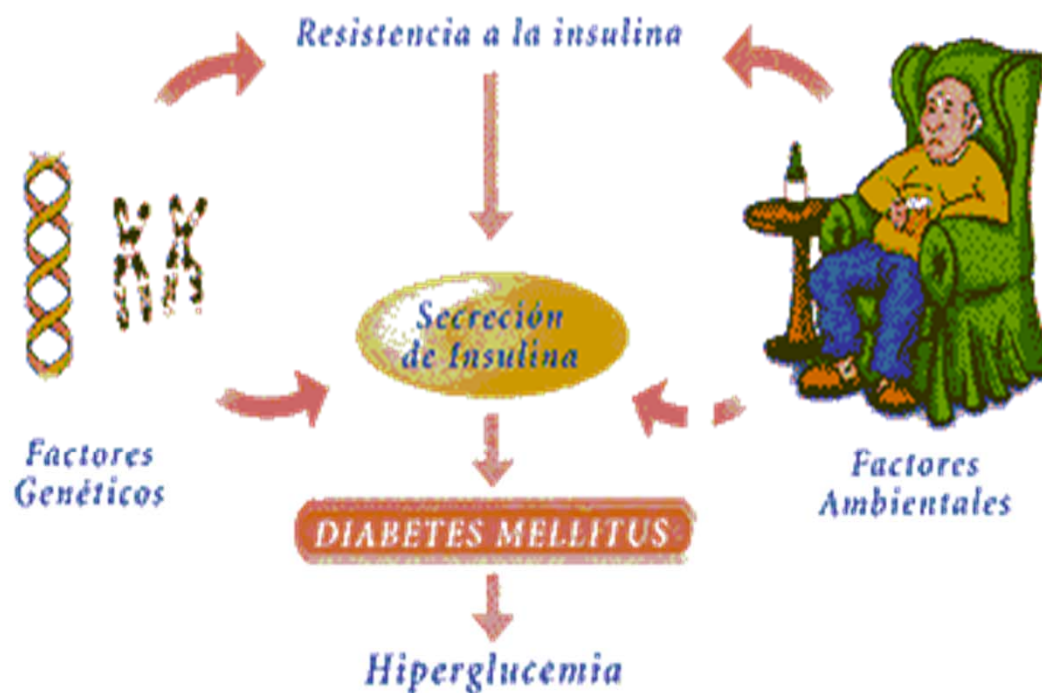 Resistencia a la insulina
Secreción
de Insulina
Factores
Genéticos
Factores
Ambientales
DIABETES MELLITUS
Hiperglucemia